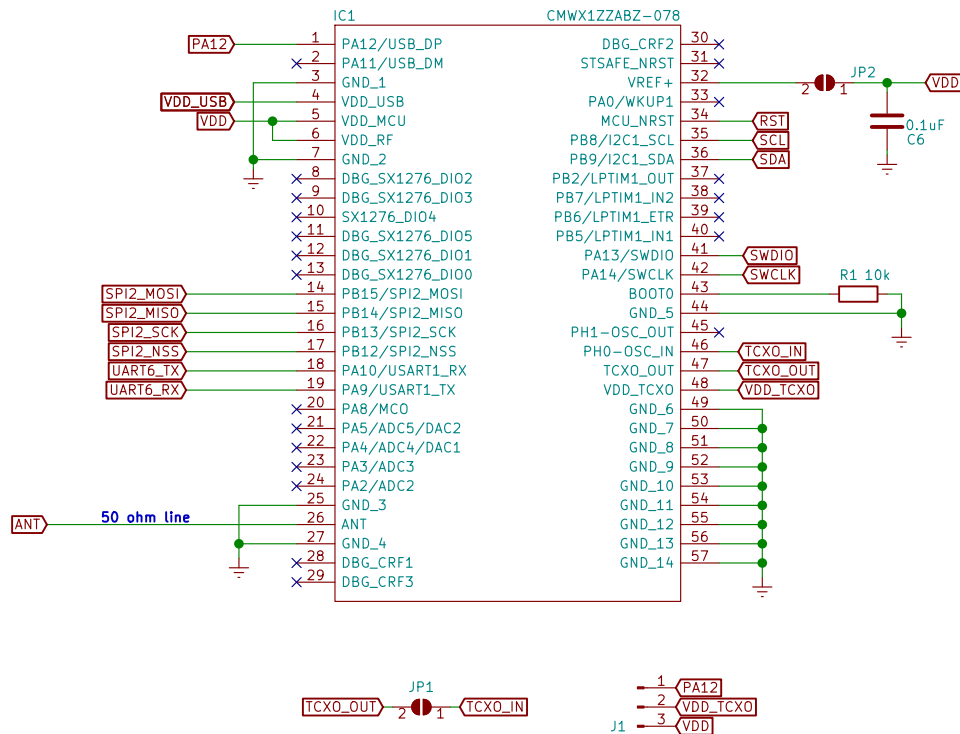 IC1 CMWX1ZZABZ-078
PA12 1 PA12/USB_DP DBG_CRF2 30
2 PA11/USB_DM STSAFE_NRST 31
3 GND_1 VREF+ 32 2 1 JP2 VDD
VDD_USB 4 VDD_USB PA0/WKUP1 33
VDD 5 VDD_MCU MCU_NRST 34 RST 0.1uF
6 VDD_RF PB8/I2C1_SCL 35 SCL C6
7 GND_2 PB9/I2C1_SDA 36 SDA
8 DBG_SX1276_DIO2 PB2/LPTIM1_OUT 37
9 DBG_SX1276_DIO3 PB7/LPTIM1_IN2 38
10 SX1276_DIO4 PB6/LPTIM1_ETR 39
11 DBG_SX1276_DIO5 PB5/LPTIM1_IN1 40
12 DBG_SX1276_DIO1 PA13/SWDIO 41 SWDIO
13 DBG_SX1276_DIO0 PA14/SWCLK 42 SWCLK R1 10k
SPI2_MOSI 14 PB15/SPI2_MOSI BOOT0 43
SPI2_MISO 15 PB14/SPI2_MISO GND_5 44
SPI2_SCK 16 PB13/SPI2_SCK PH1-OSC_OUT 45
SPI2_NSS 17 PB12/SPI2_NSS PH0-OSC_IN 46 TCXO_IN
UART6_TX 18 PA10/USART1_RX TCXO_OUT 47 TCXO_OUT
UART6_RX 19 PA9/USART1_TX VDD_TCXO 48 VDD_TCXO
20 PA8/MCO GND_6 49
21 PA5/ADC5/DAC2 GND_7 50
22 PA4/ADC4/DAC1 GND_8 51
23 PA3/ADC3 GND_9 52
24 PA2/ADC2 GND_10 53
25 GND_3 GND_11 54
ANT 50 ohm line 26 ANT GND_12 55
27 GND_4 GND_13 56
28 DBG_CRF1 GND_14 57
29 DBG_CRF3
JP1
TCXO_OUT 2 1 TCXO_IN
1 PA12
2 VDD_TCXO
J1 3 VDD